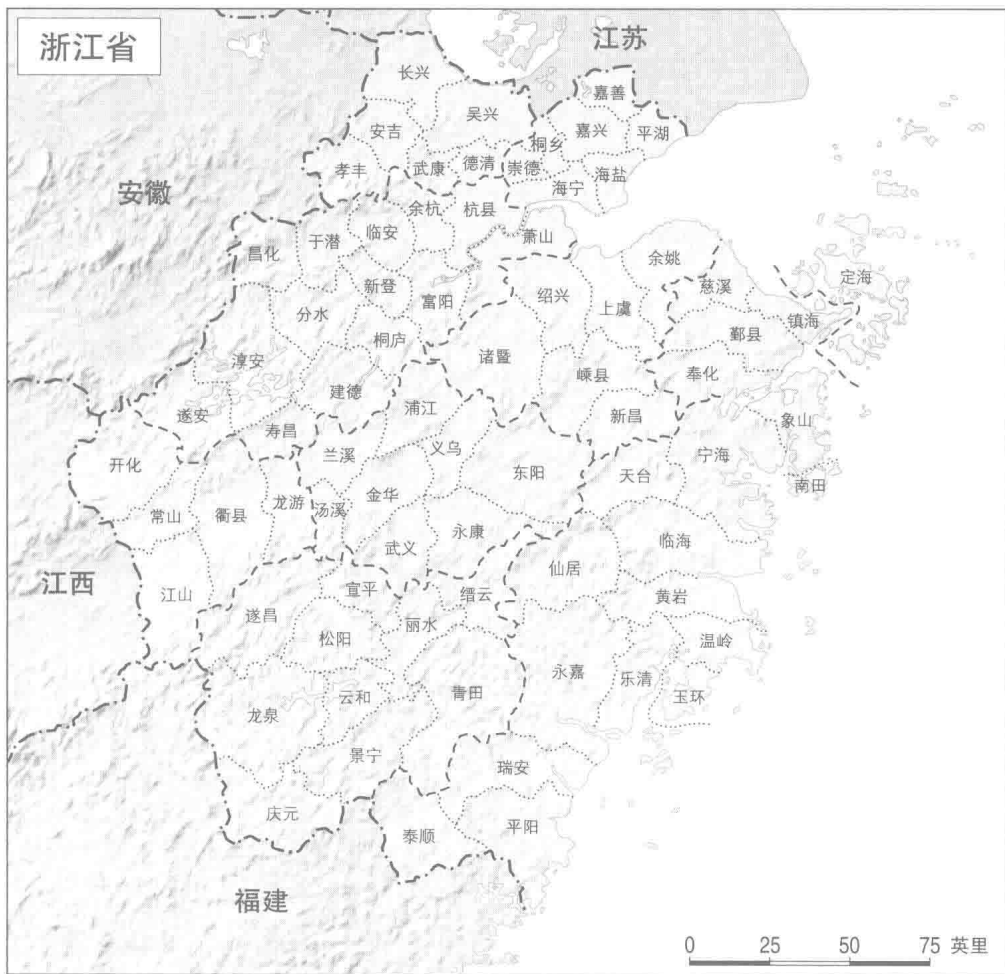 浙江省
江苏
长兴
嘉善
吴兴
嘉兴
平湖
安吉
桐乡
孝丰
武康
德清
崇德
海盐
海宁
安徽
余杭
杭县
临安
于潜
萧山
昌化
余姚
定海
新登
富阳
绍兴
慈溪
分水
上虞
镇海
桐庐
鄞县
诸暨
淳安
嵊县
奉化
建德
浦江
新昌
遂安
寿昌
象山
兰溪
义乌
宁海
开化
东阳
天台
南田
金华
龙游
汤溪
常山
衢县
永康
临海
武义
仙居
江西
江山
宣平
缙云
黄岩
遂昌
丽水
松阳
温岭
永嘉
乐清
云和
青田
玉环
龙泉
景宁
瑞安
庆元
泰顺
平阳
福建
0 25 50 75 英里